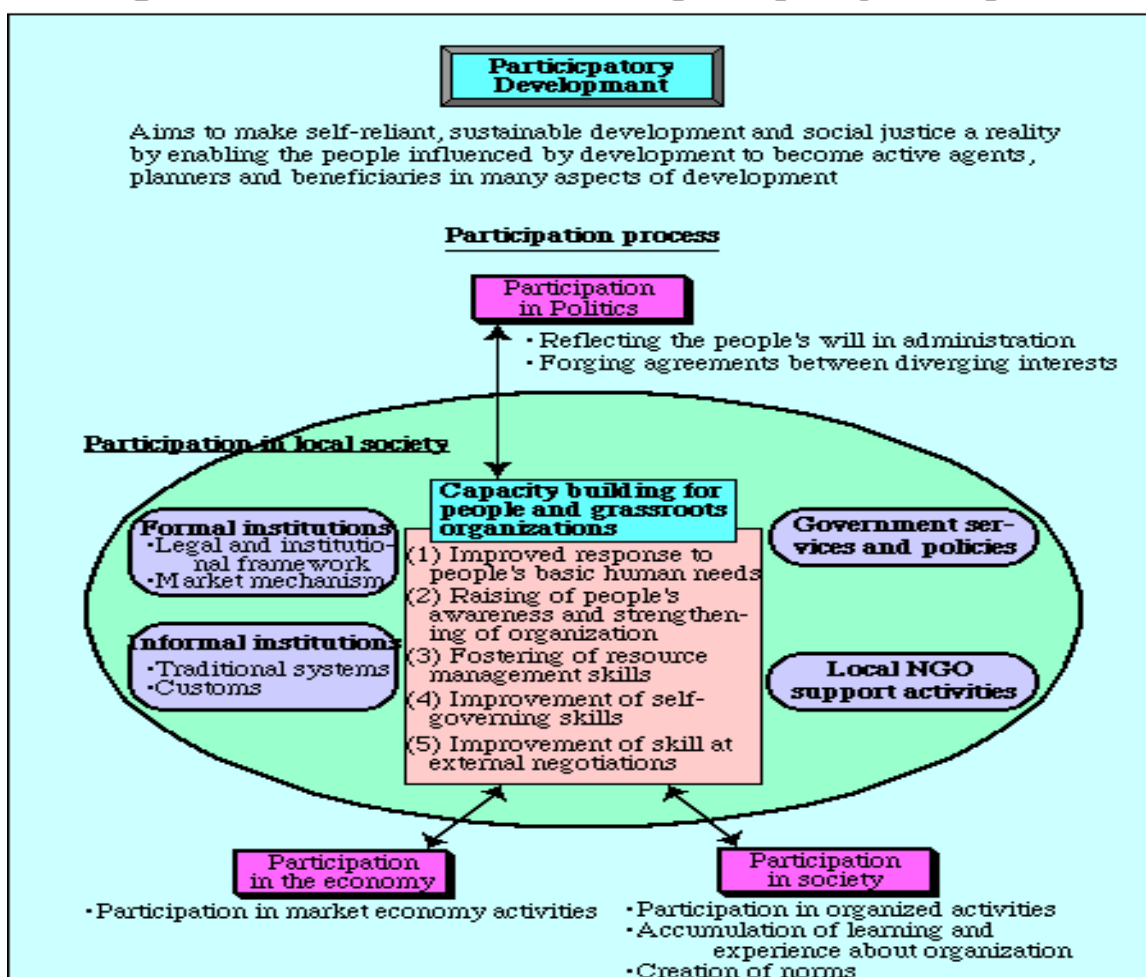 Particicpatory
Developmant
Aims to make self-reliant, sustainable development and social justice a reality
by enabling the people influenced by development to become active agents,
planners and beneficiaries in many aspects of development
Participation process
Participation
in Politics
·Reflecting the people's will in administration
·Forging agreements between diverging interests
Participation in local society
Capacity building for
people and grassroots
organizations
(1) Improved response to
people's basic human needs
(2) Raising of people's
awareness and strengthen-
ing of organization
(3) Fostering of resource
management skills
(4) Improvement of self-
governing skills
(5) Improvement of skill at
external negotiations
Formal institutions
·Legal and institutio-
nal framework
·Market mechanism
Informal institutions
·Traditional systems
·Customs
Government ser-
vices and policies
Local NGO
support activities
Participation
in the economy
·Participation in market economy activities
Participation
in society
·Participation in organized activities
·Accumulation of learning and
experience about organization
·Creation of norms